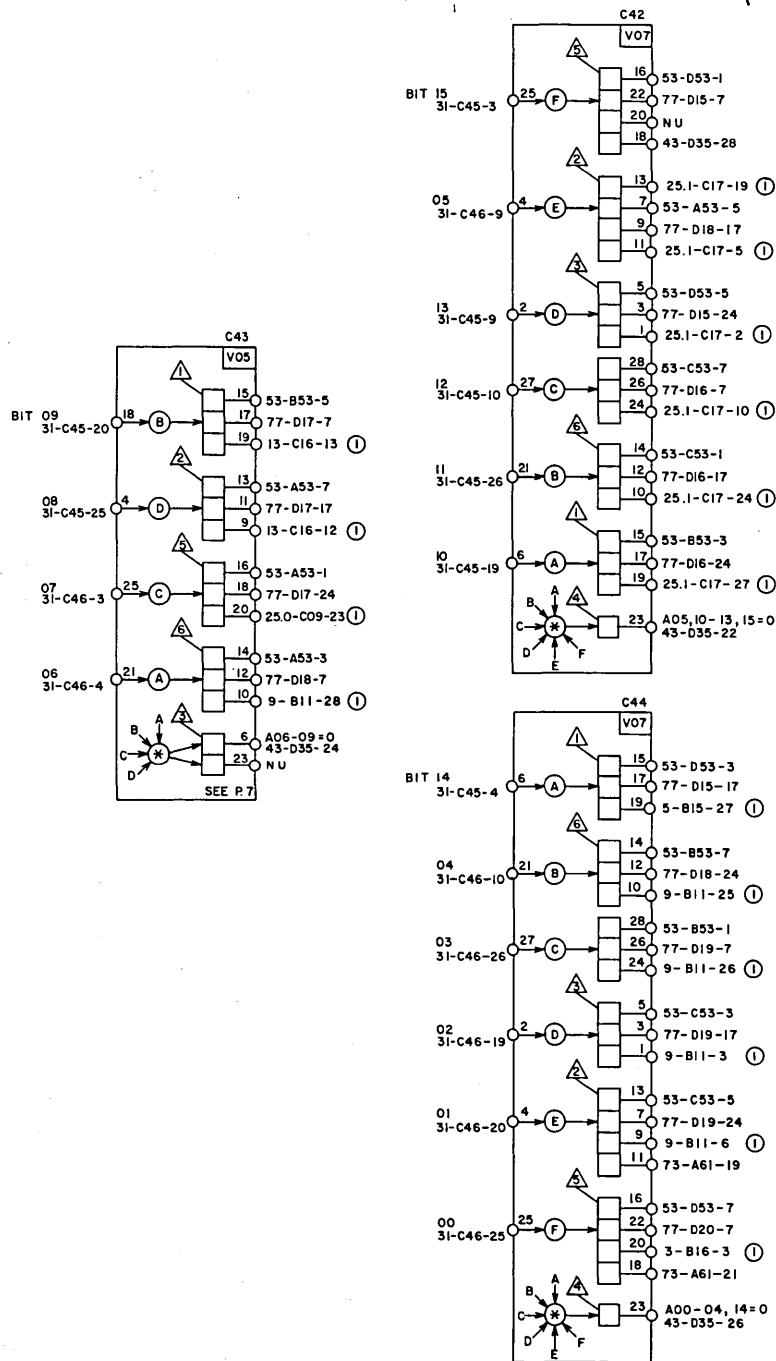 C42
V07
5
16 53-D53-1
BIT 15
31-C45-3
25 F
22 77-D15-7
20 NU
18 43-D35-28
2
13 25.1-C17-19 1
05
31-C46-9
4 E
7 53-A53-5
9 77-D18-17
11 25.1-C17-5 1
3
5 53-D53-5
13
31-C45-9
2 D
3 77-D15-24
1 25.1-C17-2 1
28 53-C53-7
12
31-C45-10
27 C
26 77-D16-7
24 25.1-C17-10 1
6
14 53-C53-1
11
31-C45-26
21 B
12 77-D16-17
10 25.1-C17-24 1
1
15 53-B53-3
10
31-C45-19
6 A
17 77-D16-24
19 25.1-C17-27 1
A
B
C
D
E
F
*
4
23 A05,10-13, 15=0
43-D35-22
C43
V05
1
15 53-B53-5
BIT 09
31-C45-20
18 B
17 77-D17-7
19 13-C16-13 1
2
13 53-A53-7
08
31-C45-25
4 D
11 77-D17-17
9 13-C16-12 1
5
16 53-A53-1
07
31-C46-3
25 C
18 77-D17-24
20 25.0-C09-23 1
6
14 53-A53-3
06
31-C46-4
21 A
12 77-D18-7
10 9-B11-28 1
A
B
C
D
*
3
6 A06-09=0
43-D35-24
23 NU
SEE P. 7
C44
V07
1
15 53-D53-3
BIT 14
31-C45-4
6 A
17 77-D15-17
19 5-B15-27 1
6
14 53-B53-7
04
31-C46-10
21 B
12 77-D18-24
10 9-B11-25 1
28 53-B53-1
03
31-C46-26
27 C
26 77-D19-7
24 9-B11-26 1
3
5 53-C53-3
02
31-C46-19
2 D
3 77-D19-17
1 9-B11-3 1
2
13 53-C53-5
01
31-C46-20
4 E
7 77-D19-24
9 9-B11-6 1
11 73-A61-19
5
16 53-D53-7
00
31-C46-25
25 F
22 77-D20-7
20 3-B16-3 1
18 73-A61-21
A
B
C
D
E
F
*
4
23 A00-04, 14=0
43-D35-26